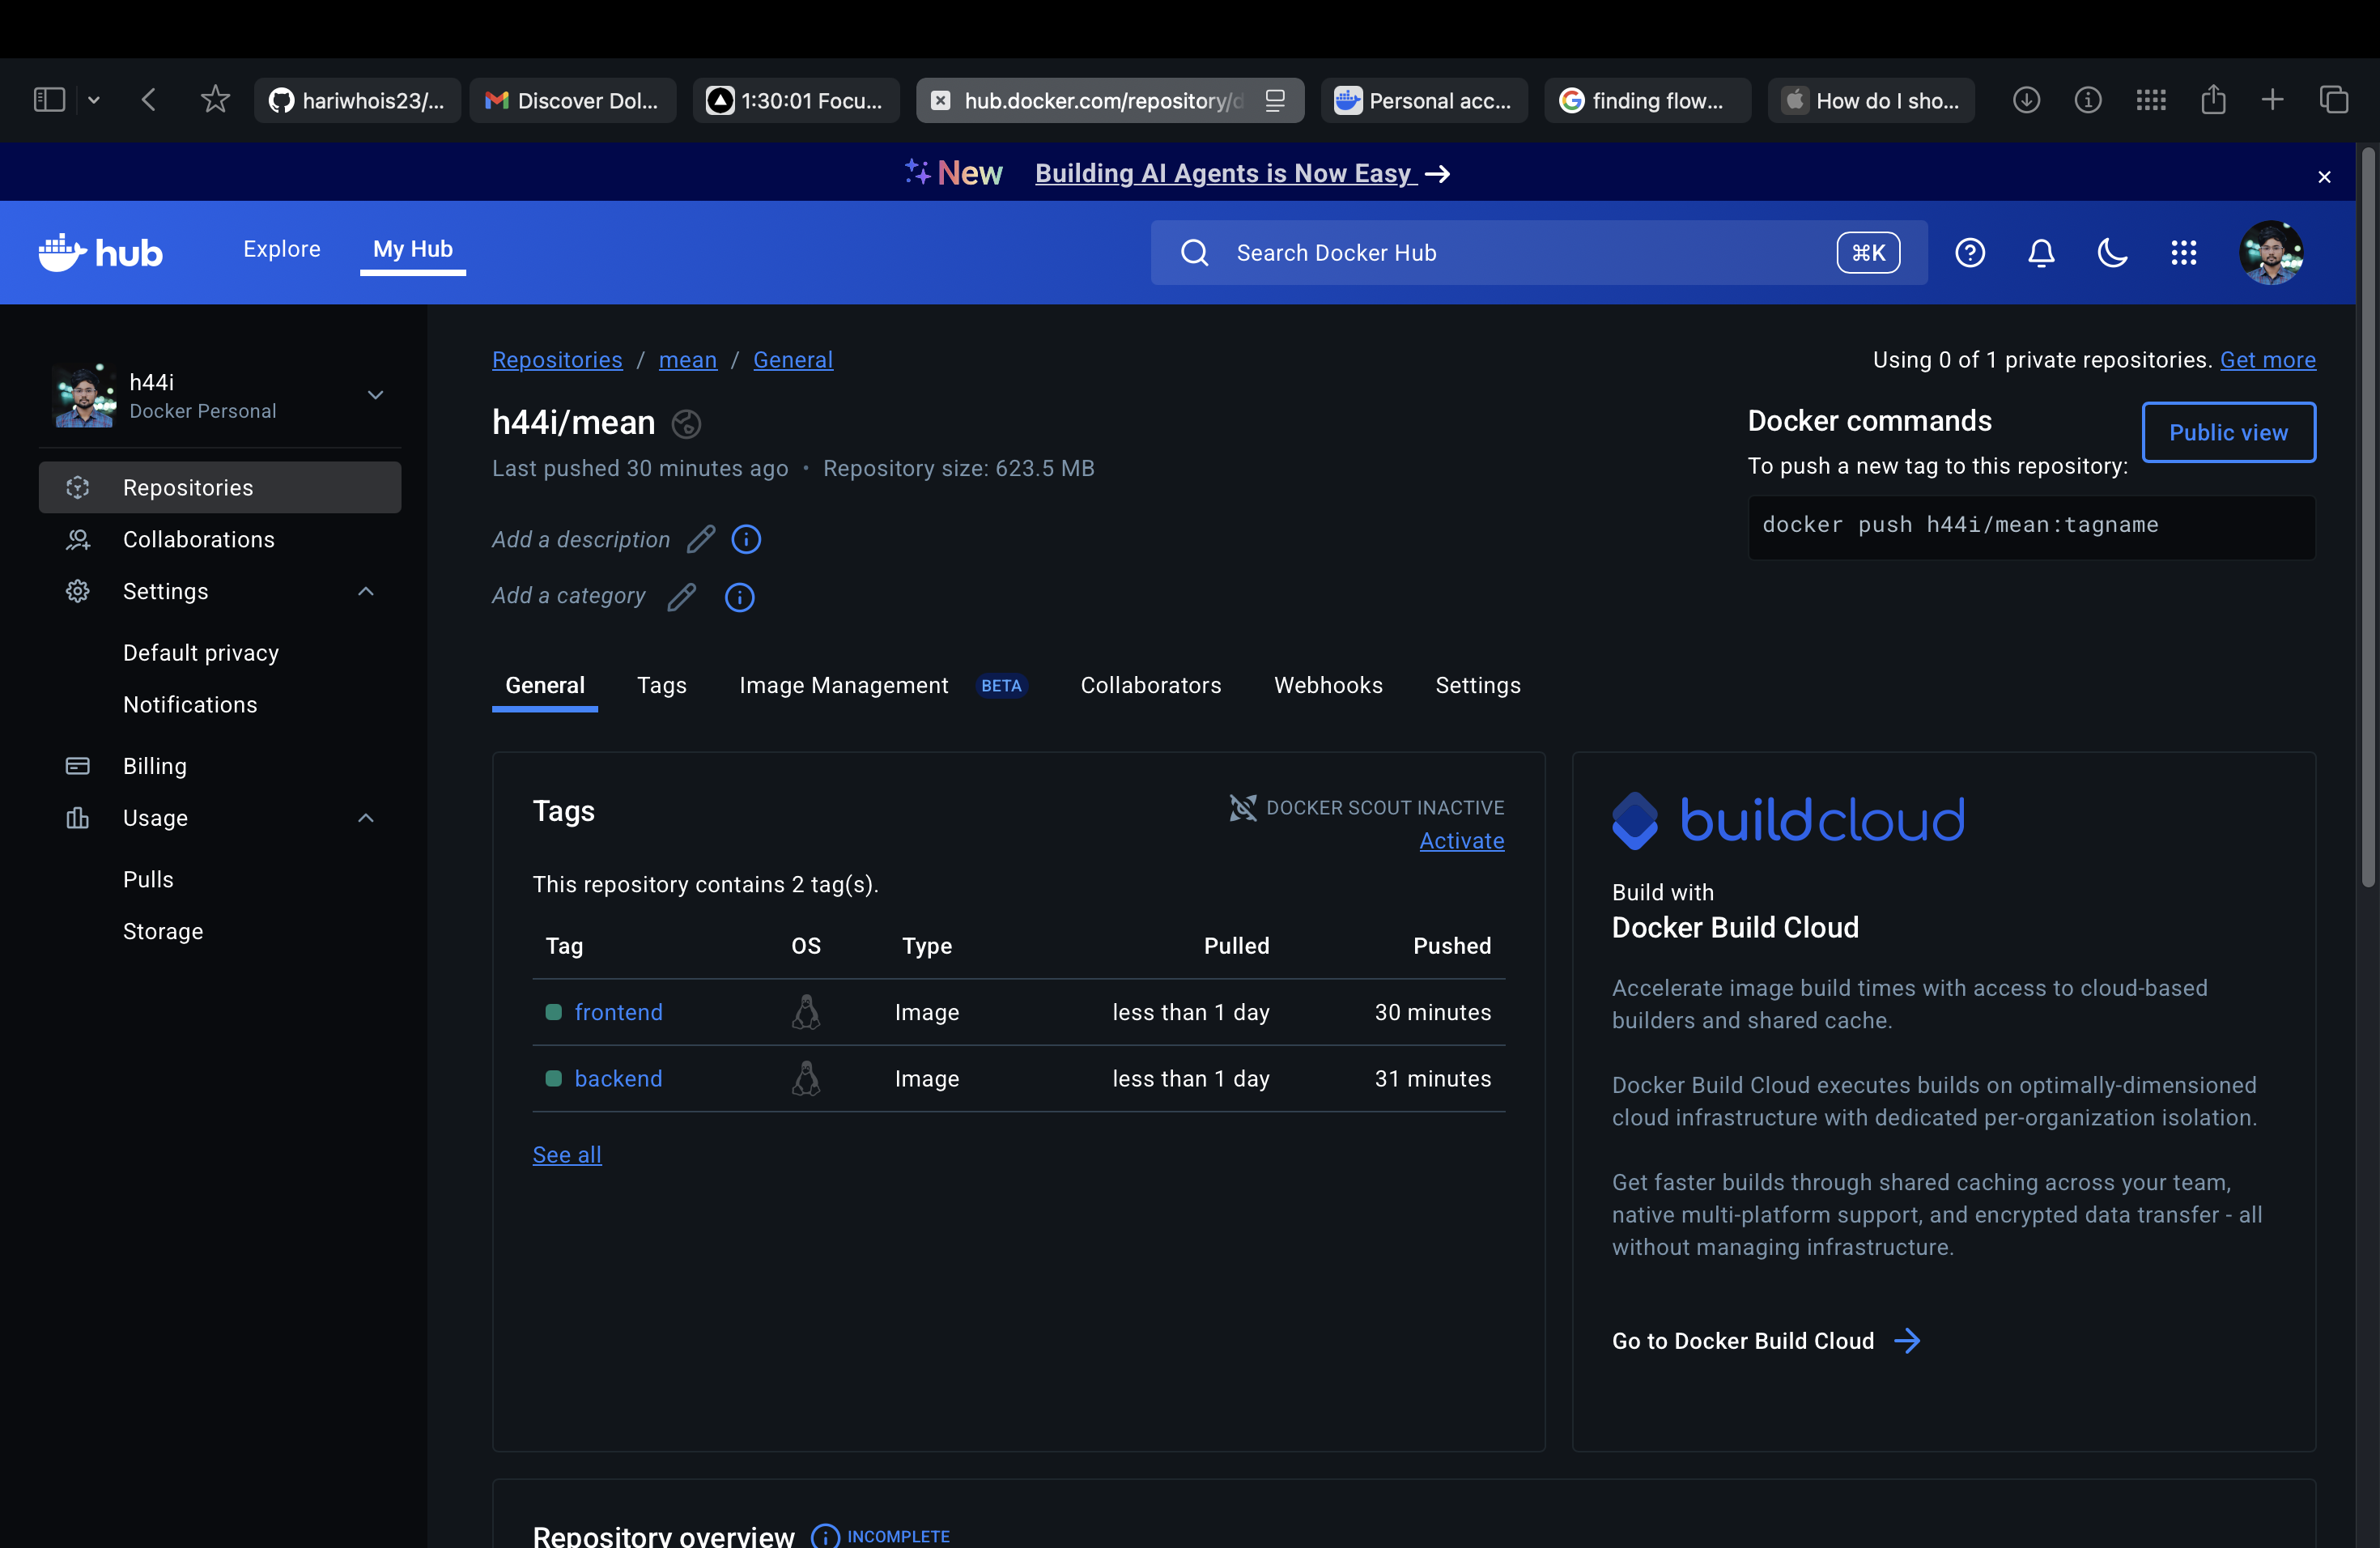 hariwhois23/...
Discover Dol...
1:30:01 Focu...
hub.docker.com/repository/d
Personal acc...
finding flow...
How do I sho...
New Building AI Agents is Now Easy →
hub
Explore
My Hub
Search Docker Hub
⌘K
h44i
Docker Personal
Repositories
Collaborations
Settings
Default privacy
Notifications
Billing
Usage
Pulls
Storage
Repositories / mean / General
Using 0 of 1 private repositories. Get more
h44i/mean
Last pushed 30 minutes ago • Repository size: 623.5 MB
Add a description
Add a category
Docker commands
Public view
To push a new tag to this repository:
docker push h44i/mean:tagname
General
Tags
Image Management BETA
Collaborators
Webhooks
Settings
Tags
DOCKER SCOUT INACTIVE
Activate
This repository contains 2 tag(s).
Tag OS Type Pulled Pushed
frontend Image less than 1 day 30 minutes
backend Image less than 1 day 31 minutes
See all
buildcloud
Build with
Docker Build Cloud
Accelerate image build times with access to cloud-based
builders and shared cache.
Docker Build Cloud executes builds on optimally-dimensioned
cloud infrastructure with dedicated per-organization isolation.
Get faster builds through shared caching across your team,
native multi-platform support, and encrypted data transfer - all
without managing infrastructure.
Go to Docker Build Cloud →
Repository overview INCOMPLETE